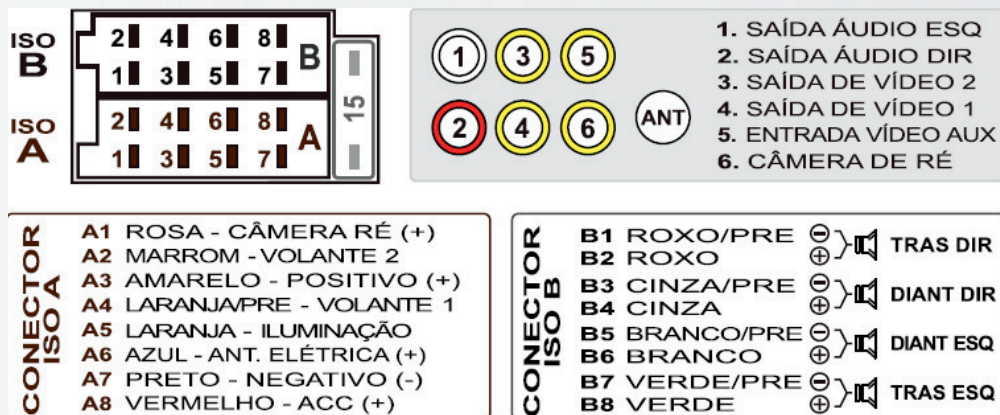 ISO B
2 4 6 8 B
1 3 5 7
ISO A
2 4 6 8 A
1 3 5 7
15
1 3 5
2 4 6 ANT
1. SAÍDA ÁUDIO ESQ
2. SAÍDA ÁUDIO DIR
3. SAÍDA DE VÍDEO 2
4. SAÍDA DE VÍDEO 1
5. ENTRADA VÍDEO AUX
6. CÂMERA DE RÉ
CONECTOR
ISO A
A1 ROSA - CÂMERA RÉ (+)
A2 MARROM - VOLANTE 2
A3 AMARELO - POSITIVO (+)
A4 LARANJA/PRE - VOLANTE 1
A5 LARANJA - ILUMINAÇÃO
A6 AZUL - ANT. ELÉTRICA (+)
A7 PRETO - NEGATIVO (-)
A8 VERMELHO - ACC (+)
CONECTOR
ISO B
B1 ROXO/PRE ⊖
B2 ROXO ⊕
TRAS DIR
B3 CINZA/PRE ⊖
B4 CINZA ⊕
DIANT DIR
B5 BRANCO/PRE ⊖
B6 BRANCO ⊕
DIANT ESQ
B7 VERDE/PRE ⊖
B8 VERDE ⊕
TRAS ESQ